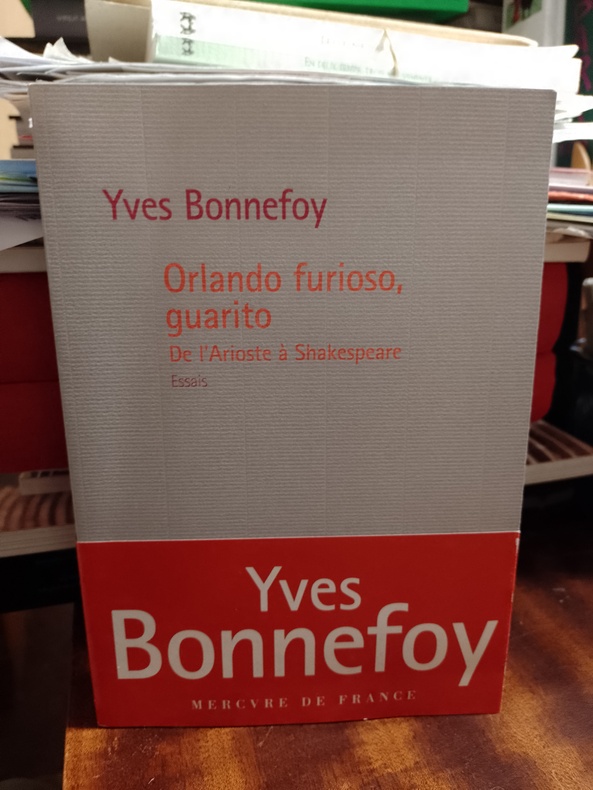 Yves Bonnefoy
Orlando furioso,
guarito
De l'Arioste à Shakespeare
Essais
Yves
Bonnefoy
MERCVRE DE FRANCE